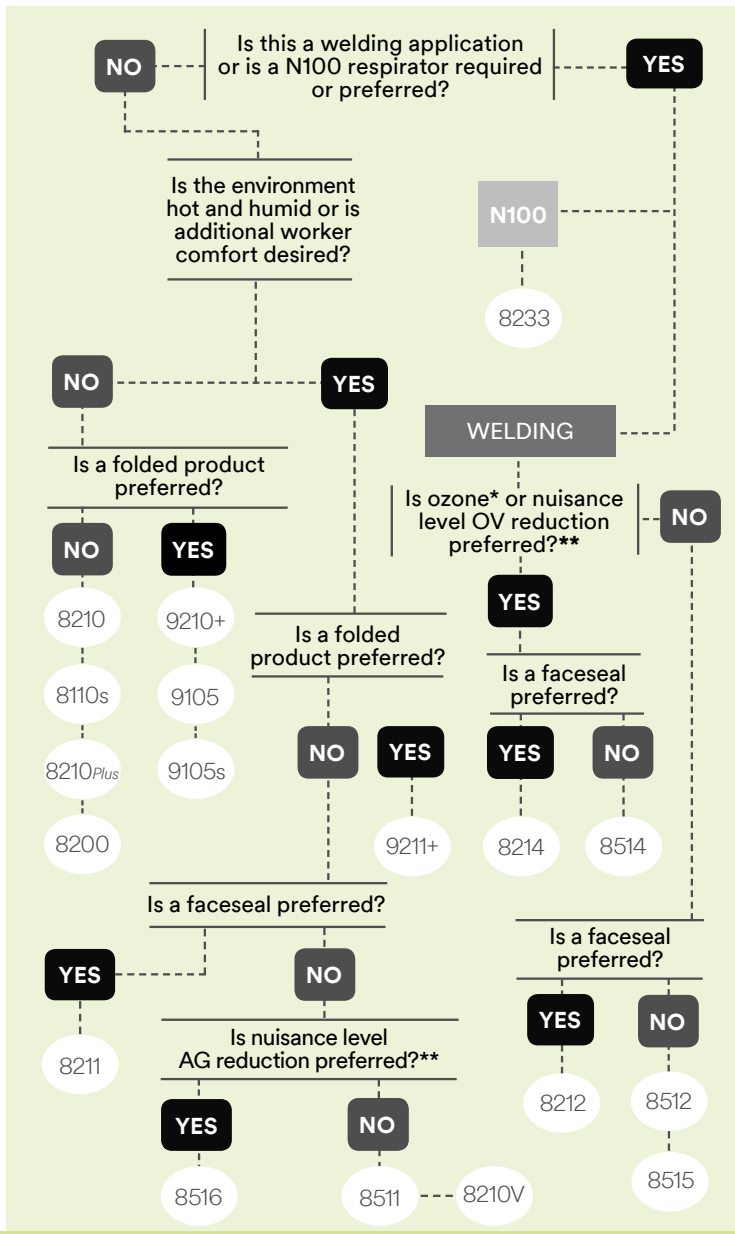 Is this a welding application
or is a N100 respirator required
or preferred?
NO
YES
Is the environment
hot and humid or is
additional worker
comfort desired?
N100
8233
NO
YES
WELDING
Is a folded product
preferred?
Is ozone* or nuisance
level OV reduction
preferred?**
NO
NO
YES
YES
8210
9210+
8110s
9105
8210Plus
9105s
8200
Is a folded
product preferred?
NO
YES
9211+
Is a faceseal
preferred?
YES
NO
8214
8514
Is a faceseal preferred?
YES
NO
8211
Is nuisance level
AG reduction preferred?**
YES
NO
8516
8511
8210V
Is a faceseal
preferred?
YES
NO
8212
8512
8515